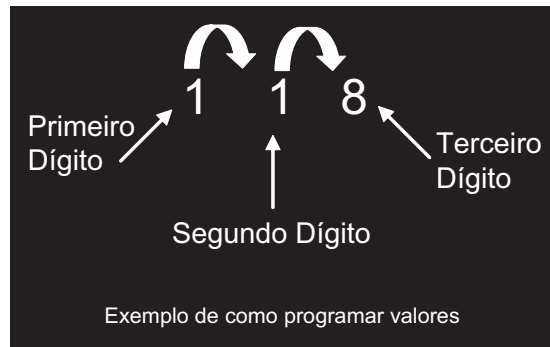 1 1 8
Primeiro
Dígito
Terceiro
Dígito
Segundo Dígito
Exemplo de como programar valores